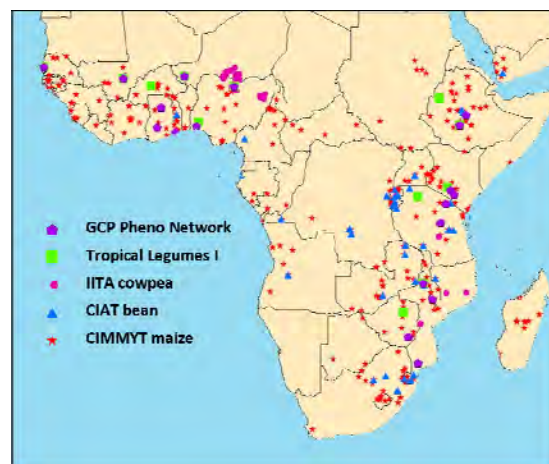 GCP Pheno Network
Tropical Legumes I
IITA cowpea
CIAT bean
CIMMYT maize